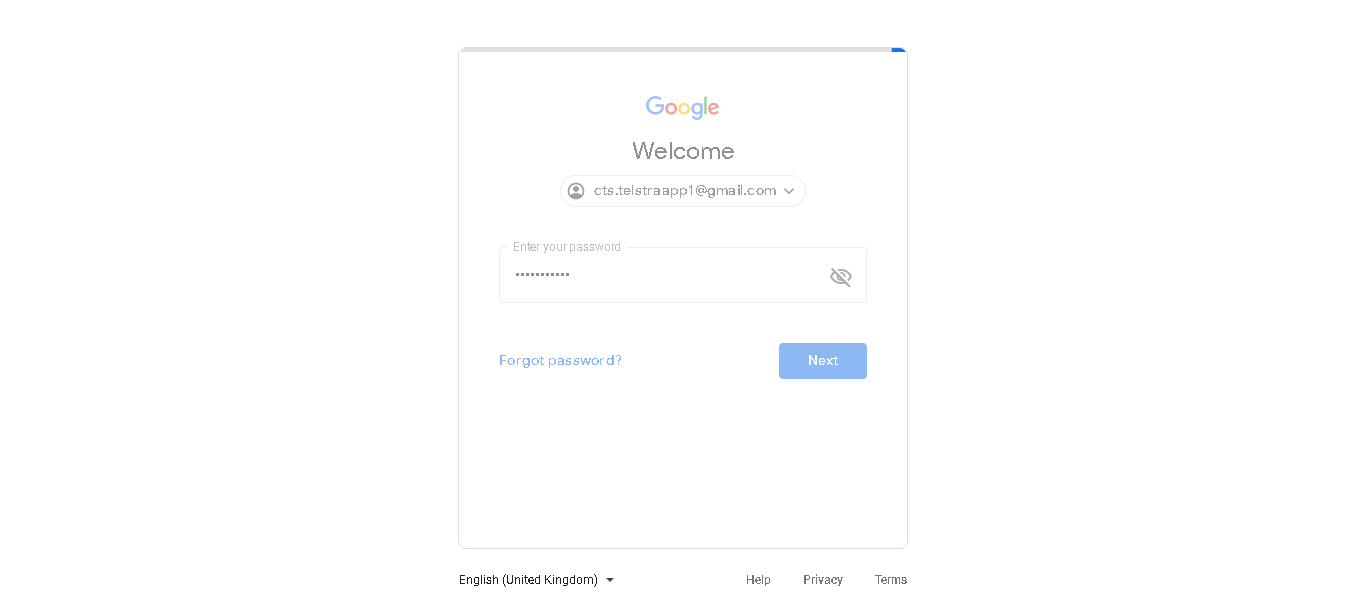 Google
Welcome
cts.telstraapp1@gmail.com
Enter your password
•••••••••••
Forgot password?
Next
English (United Kingdom)
Help
Privacy
Terms